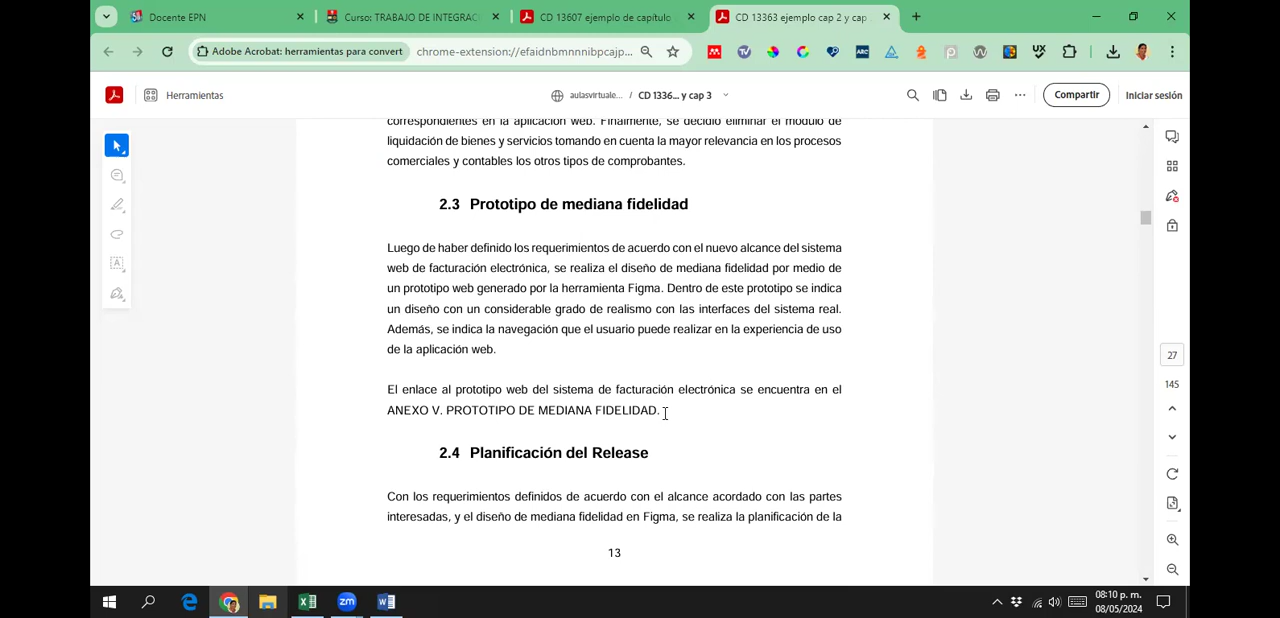 Docente EPN
Curso: TRABAJO DE INTEGRAC
CD 13607 ejemplo de capítulo
CD 13363 ejemplo cap 2 y cap
Adobe Acrobat: herramientas para convert
chrome-extension://efaidnbmnnnibpcajp...
Herramientas
aulasvirtuale... / CD 1336... y cap 3
Compartir
Iniciar sesión
correspondientes en la aplicación web. Finalmente, se decidió eliminar el módulo de
liquidación de bienes y servicios tomando en cuenta la mayor relevancia en los procesos
comerciales y contables los otros tipos de comprobantes.
2.3 Prototipo de mediana fidelidad
Luego de haber definido los requerimientos de acuerdo con el nuevo alcance del sistema
web de facturación electrónica, se realiza el diseño de mediana fidelidad por medio de
un prototipo web generado por la herramienta Figma. Dentro de este prototipo se indica
un diseño con un considerable grado de realismo con las interfaces del sistema real.
Además, se indica la navegación que el usuario puede realizar en la experiencia de uso
de la aplicación web.
El enlace al prototipo web del sistema de facturación electrónica se encuentra en el
ANEXO V. PROTOTIPO DE MEDIANA FIDELIDAD.
2.4 Planificación del Release
Con los requerimientos definidos de acuerdo con el alcance acordado con las partes
interesadas, y el diseño de mediana fidelidad en Figma, se realiza la planificación de la
13
27
145
08:10 p. m.
08/05/2024